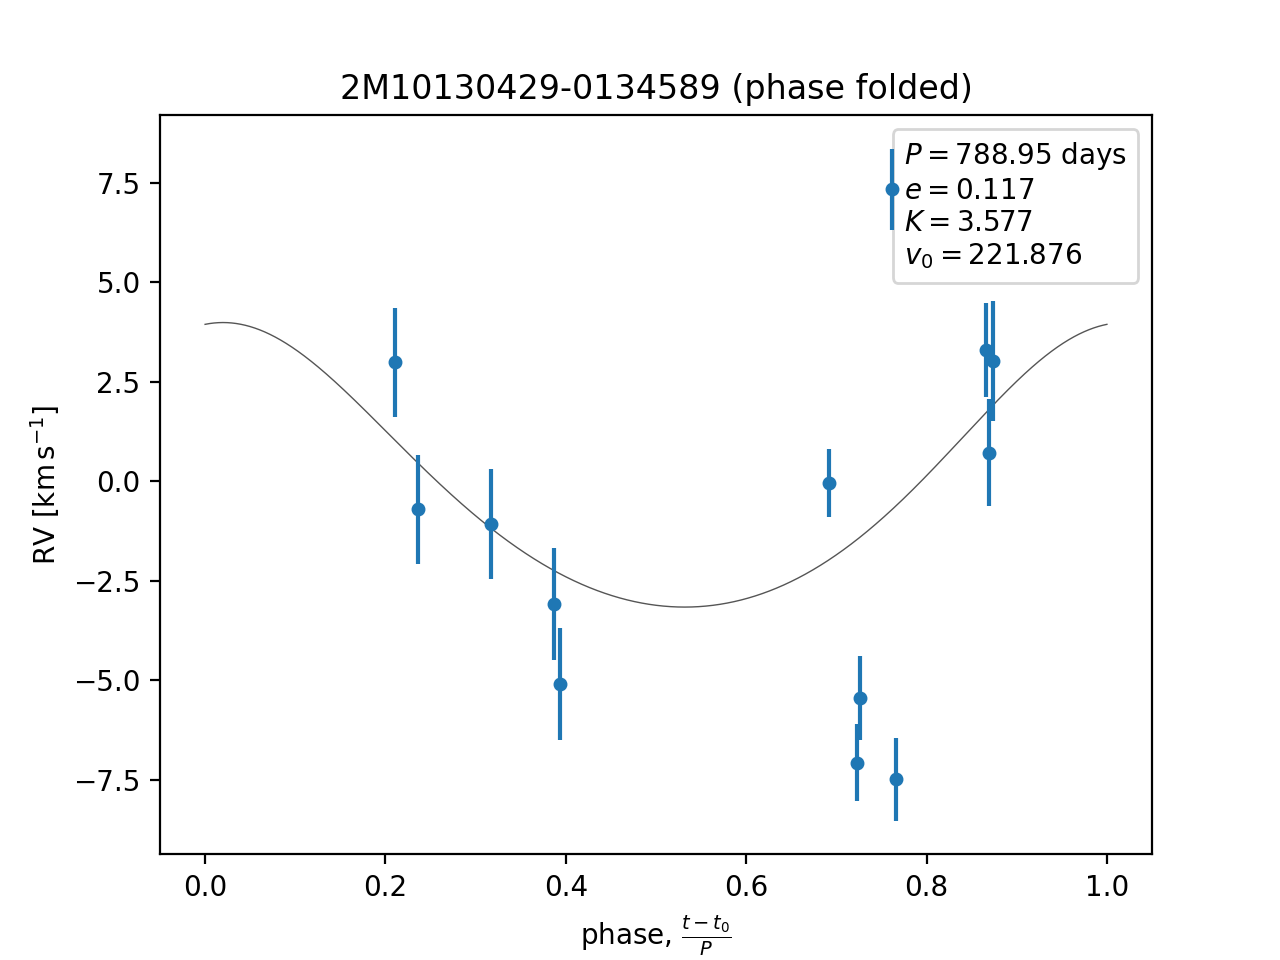 2M10130429-0134589 (phase folded)
P = 788.95 days
e = 0.117
K = 3.577
v₀ = 221.876
7.5
5.0
2.5
0.0
−2.5
−5.0
−7.5
RV [km s⁻¹]
0.0 0.2 0.4 0.6 0.8 1.0
phase, (t − t₀)/P